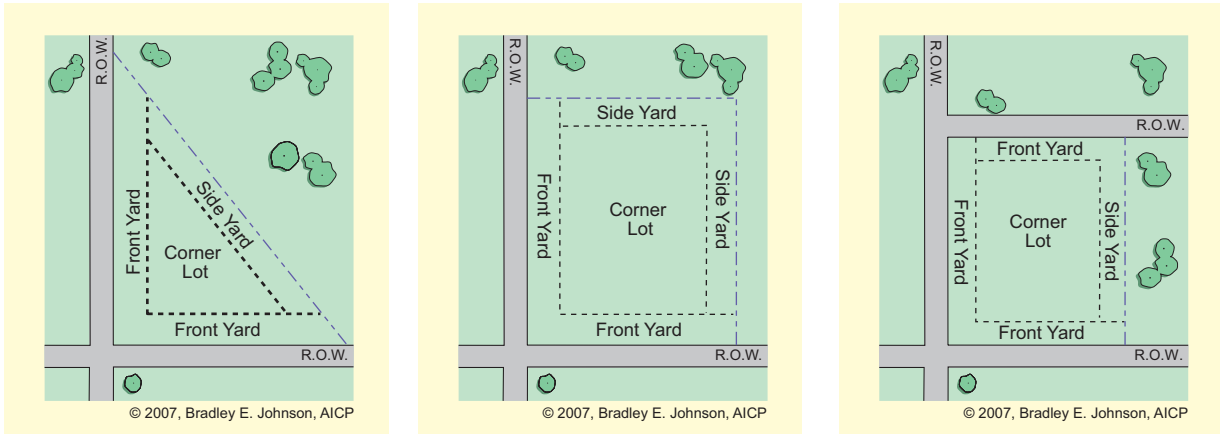 R.O.W.
Side Yard
Front Yard
Corner
Lot
Front Yard
R.O.W.
© 2007, Bradley E. Johnson, AICP
R.O.W.
Side Yard
Front Yard
Corner
Lot
Side Yard
Front Yard
R.O.W.
© 2007, Bradley E. Johnson, AICP
R.O.W.
R.O.W.
Front Yard
Front Yard
Corner
Lot
Side Yard
Front Yard
R.O.W.
© 2007, Bradley E. Johnson, AICP